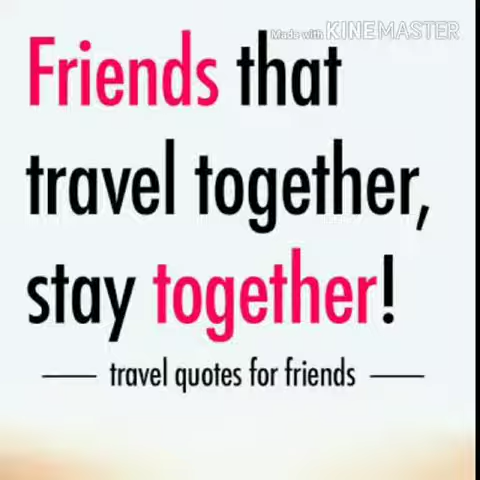 Made with KINEMASTER
Friends that
travel together,
stay together!
travel quotes for friends